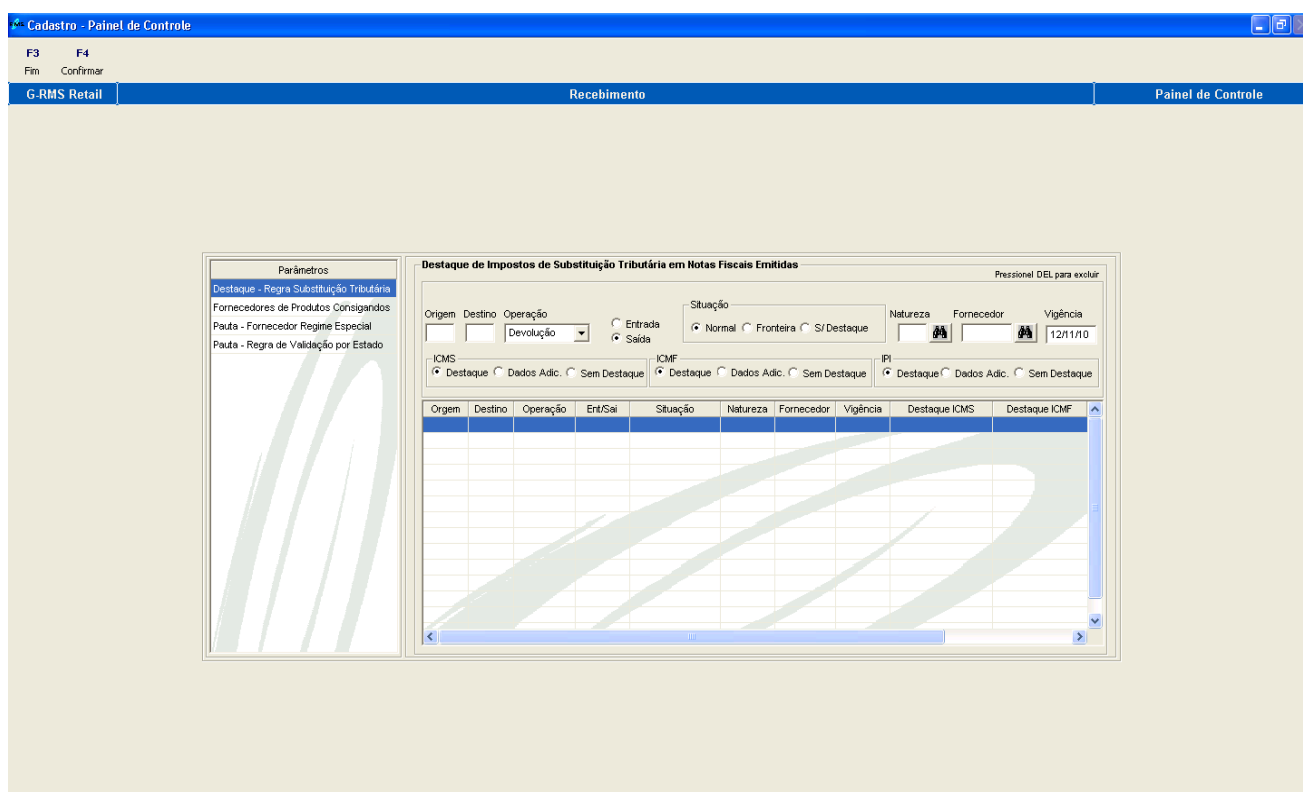 Cadastro - Painel de Controle
F3 F4
Fim Confirmar
G-RMS Retail Recebimento Painel de Controle
Parâmetros
Destaque - Regra Substituição Tributária
Fornecedores de Produtos Consigandos
Pauta - Fornecedor Regime Especial
Pauta - Regra de Validação por Estado
Destaque de Impostos de Substituição Tributária em Notas Fiscais Emitidas
Pressionel DEL para excluir
Origem Destino Operação Situação Natureza Fornecedor Vigência
Devolução Entrada Saída Normal Fronteira S/ Destaque 12/11/10
ICMS ICMF IPI
Destaque Dados Adic. Sem Destaque Destaque Dados Adic. Sem Destaque Destaque Dados Adic. Sem Destaque
Orgem Destino Operação Ent/Sai Situação Natureza Fornecedor Vigência Destaque ICMS Destaque ICMF